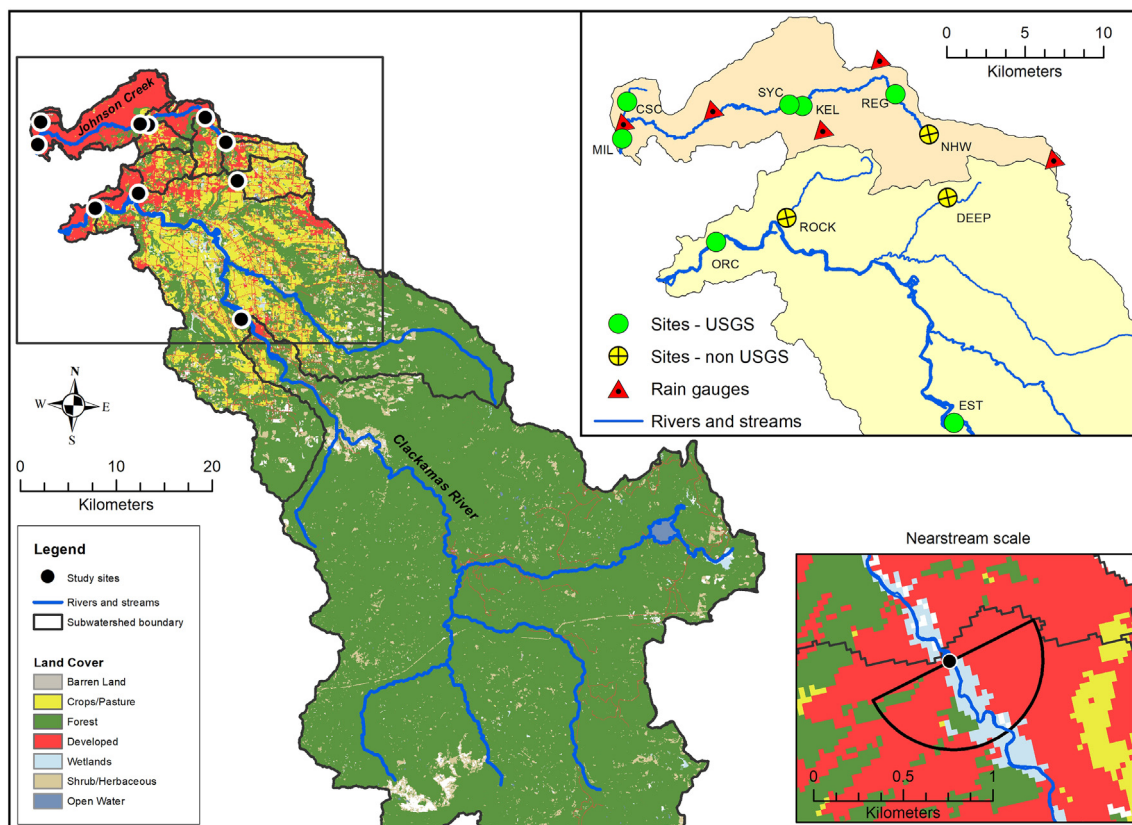 Johnson Creek
Clackamas River
N
W
E
S
0
10
20
Kilometers
Legend
Study sites
Rivers and streams
Subwatershed boundary
Land Cover
Barren Land
Crops/Pasture
Forest
Developed
Wetlands
Shrub/Herbaceous
Open Water
0
5
10
Kilometers
SYC
CSC
KEL
REG
MIL
NHW
DEEP
ROCK
ORC
EST
Sites - USGS
Sites - non USGS
Rain gauges
Rivers and streams
Nearstream scale
0
0.5
1
Kilometers